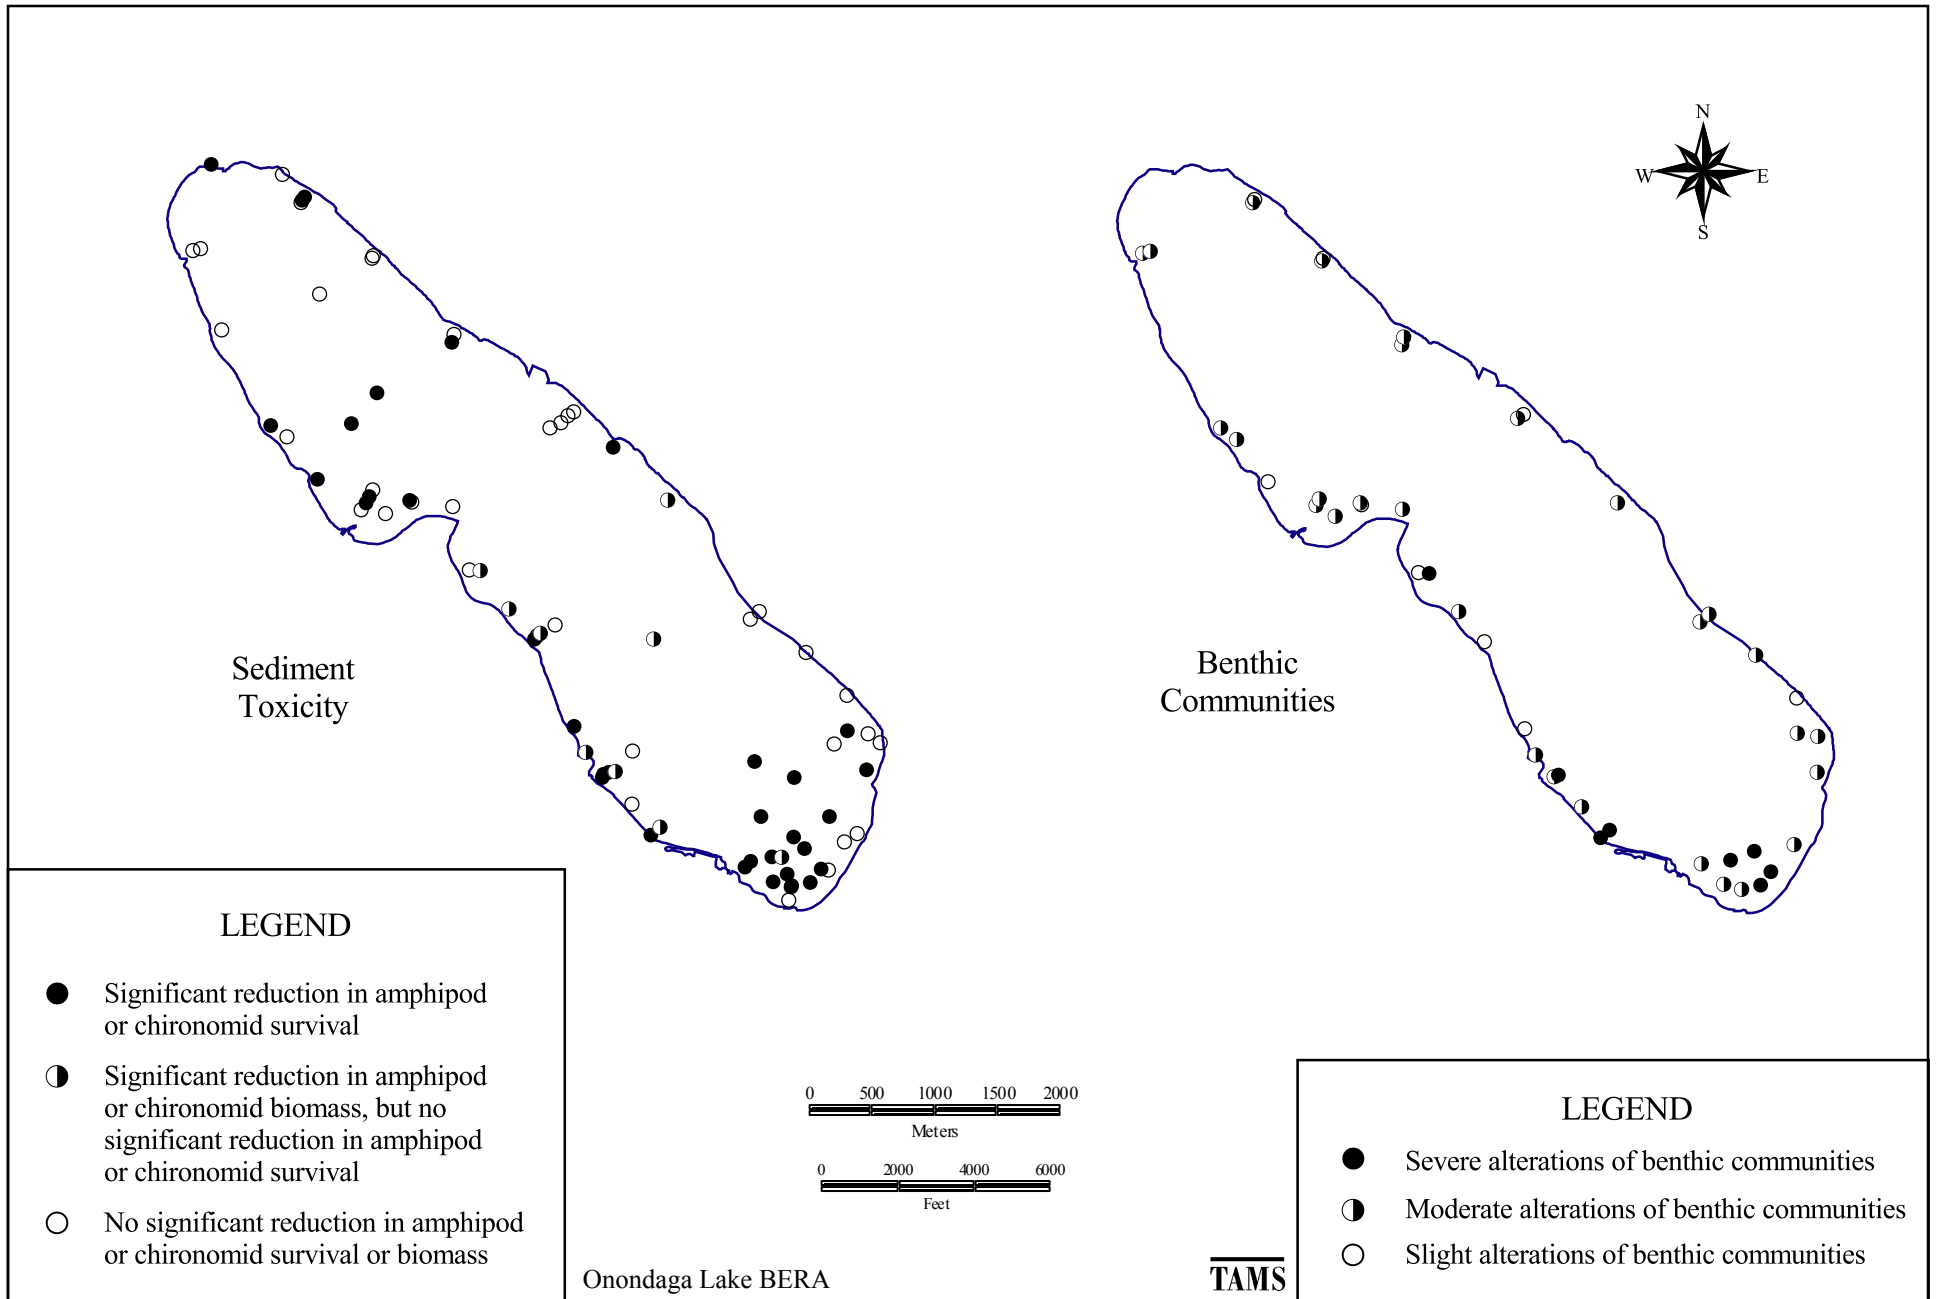 N
W
E
S
Sediment
Toxicity
Benthic
Communities
LEGEND
Significant reduction in amphipod
or chironomid survival
Significant reduction in amphipod
or chironomid biomass, but no
significant reduction in amphipod
or chironomid survival
No significant reduction in amphipod
or chironomid survival or biomass
0 500 1000 1500 2000
Meters
0 2000 4000 6000
Feet
Onondaga Lake BERA
TAMS
LEGEND
Severe alterations of benthic communities
Moderate alterations of benthic communities
Slight alterations of benthic communities